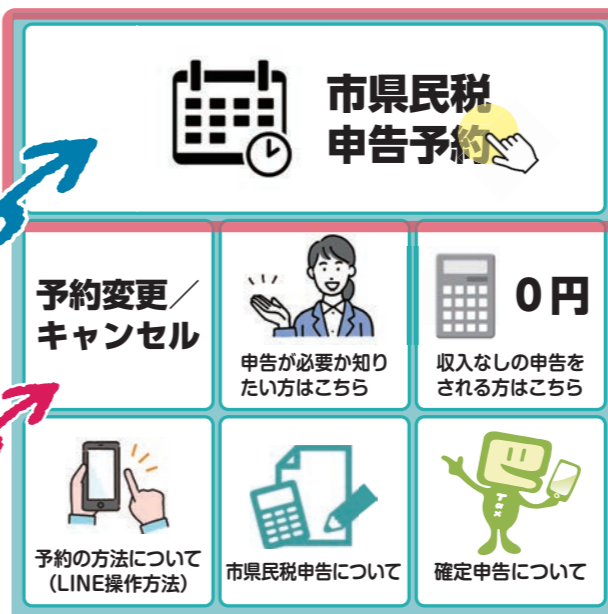 市県民税
申告予約
予約変更／
キャンセル
申告が必要か知り
たい方はこちら
０円
収入なしの申告を
される方はこちら
予約の方法について
（LINE操作方法）
市県民税申告について
Tax
確定申告について